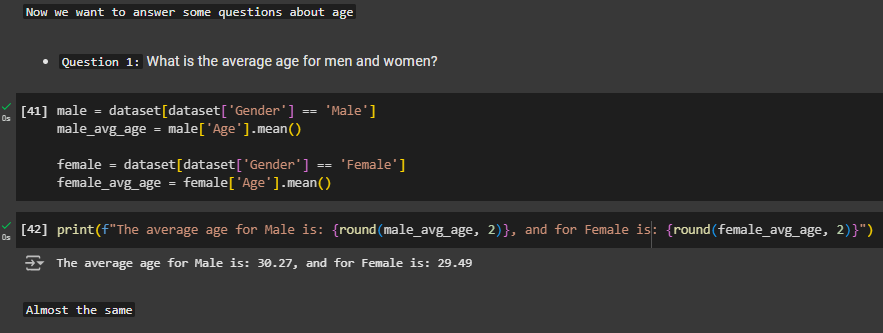 Now we want to answer some questions about age
• Question 1: What is the average age for men and women?
[41] male = dataset[dataset['Gender'] == 'Male']
male_avg_age = male['Age'].mean()
female = dataset[dataset['Gender'] == 'Female']
female_avg_age = female['Age'].mean()
0s
[42] print(f"The average age for Male is: {round(male_avg_age, 2)}, and for Female is: {round(female_avg_age, 2)}")
0s
The average age for Male is: 30.27, and for Female is: 29.49
Almost the same